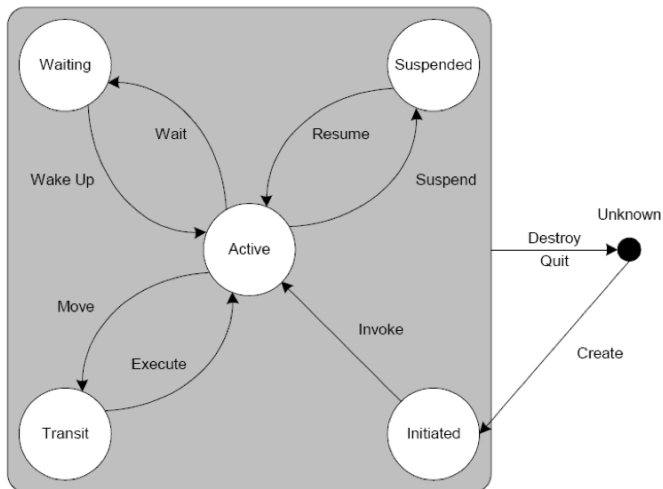 Waiting
Suspended
Wait
Resume
Wake Up
Suspend
Unknown
Active
Destroy
Quit
Move
Invoke
Execute
Create
Transit
Initiated